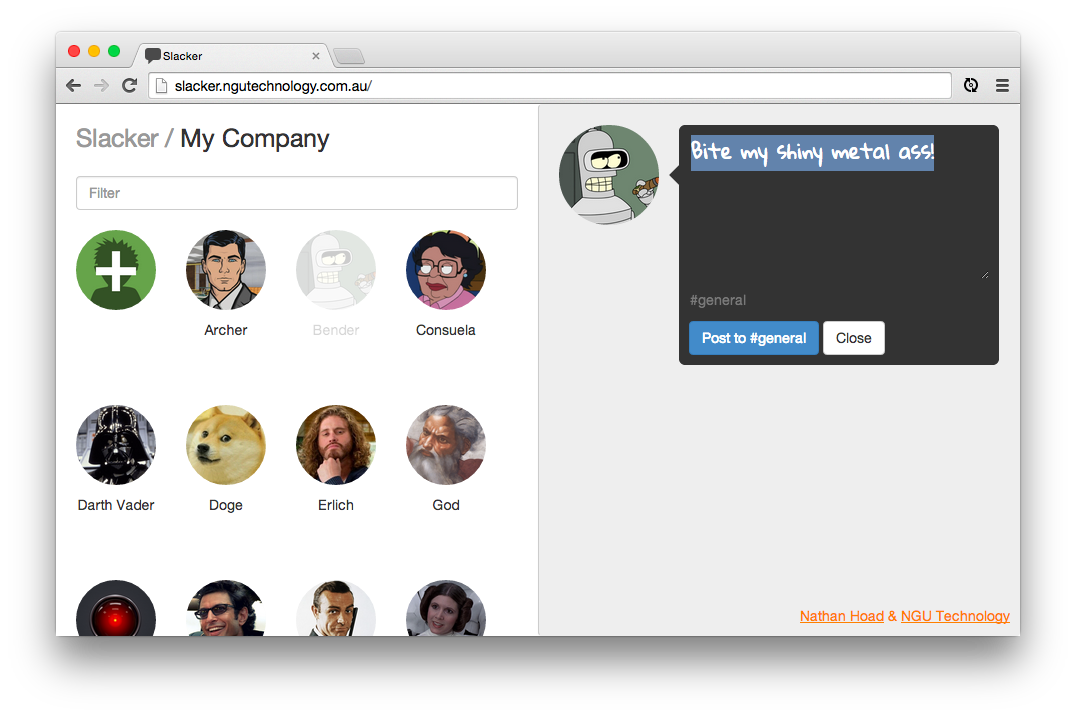 Slacker
slacker.ngutechnology.com.au/
Slacker / My Company
Filter
Archer
Bender
Consuela
Darth Vader
Doge
Erlich
God
Bite my shiny metal ass!
#general
Post to #general
Close
Nathan Hoad & NGU Technology